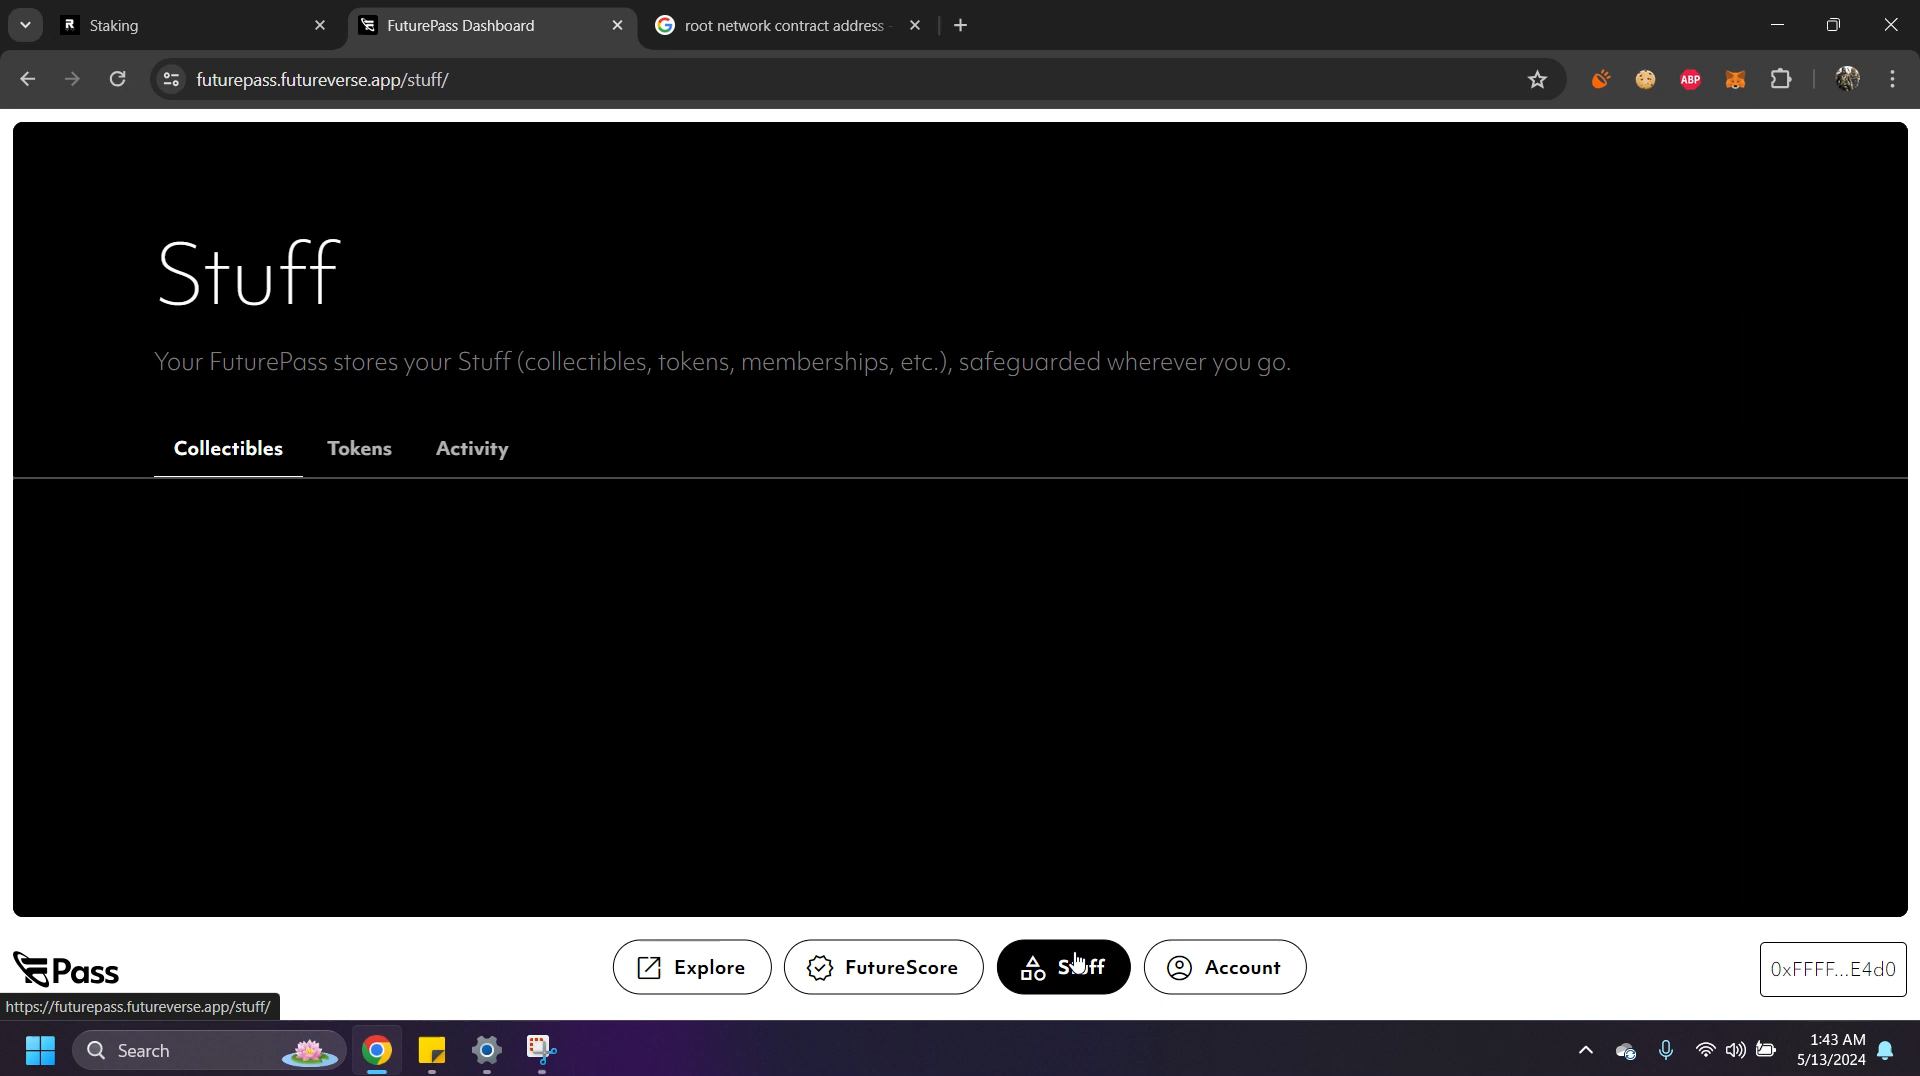 Staking
FuturePass Dashboard
root network contract address
futurepass.futureverse.app/stuff/
ABP
Stuff
Your FuturePass stores your Stuff (collectibles, tokens, memberships, etc.), safeguarded wherever you go.
Collectibles Tokens Activity
Pass
Explore
FutureScore
Stuff
Account
0xFFFF...E4d0
https://futurepass.futureverse.app/stuff/
Search
1:43 AM
5/13/2024